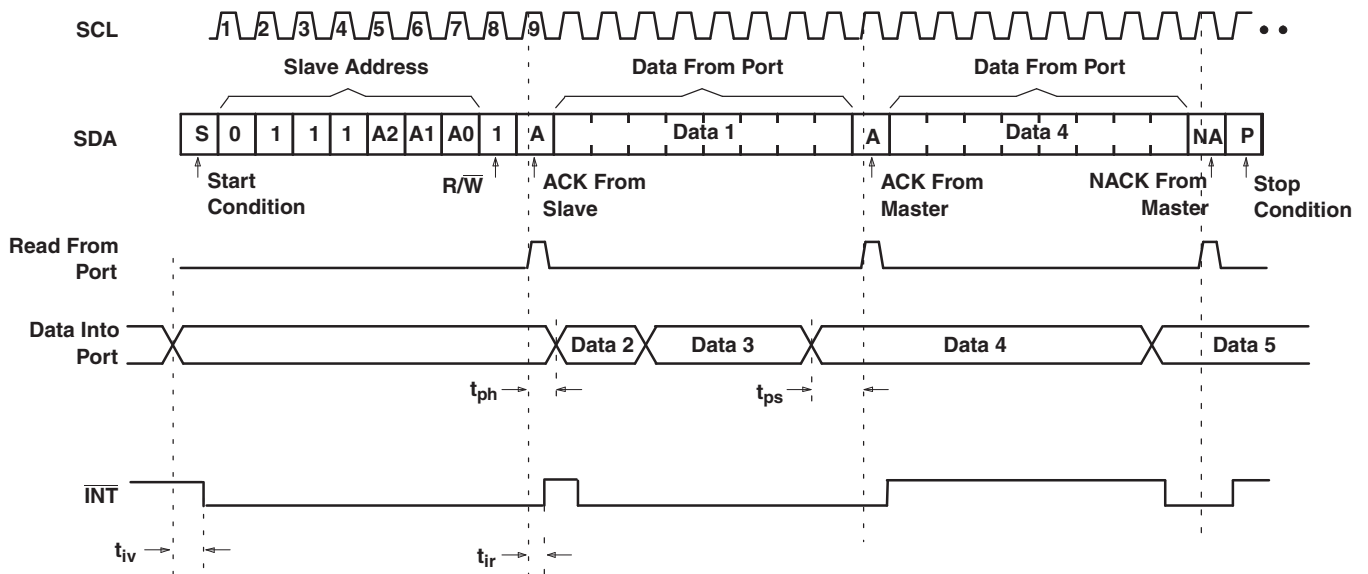 SCL
1 2 3 4 5 6 7 8 9
Slave Address
Data From Port
Data From Port
SDA
S 0 1 1 1 A2 A1 A0 1 A Data 1 A Data 4 NA P
Start
Condition
R/W̅
ACK From
Slave
ACK From
Master
NACK From
Master
Stop
Condition
Read From
Port
Data Into
Port
Data 2 Data 3 Data 4 Data 5
tph
tps
I̅N̅T̅
tiv
tir